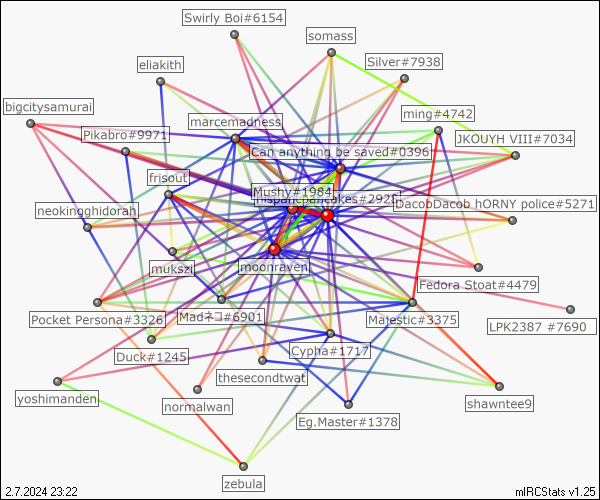 Swirly Boi#6154
somass
Silver#7938
eliakith
bigcitysamurai
ming#4742
marcemadness
Pikabro#9971
JKOUYH VIII#7034
Can anything be saved#0396
frisout
Mushy#1984
DacobDacob hORNY police#5271
neokingghidorah
mukszi
moonraven
Fedora Stoat#4479
Pocket Persona#3326
Madネコ#6901
Majestic#3375
LPK2387 #7690
Duck#1245
Cypha#1717
thesecondtwat
yoshimanden
normalwan
Eg.Master#1378
shawntee9
zebula
2.7.2024 23:22
mIRCStats v1.25